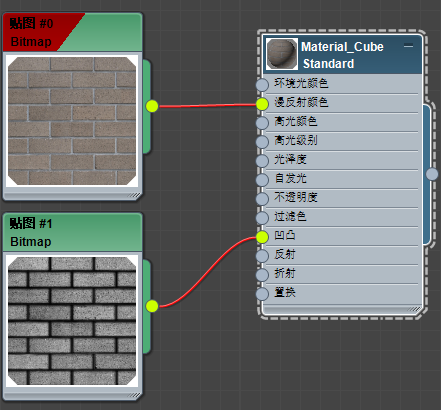 贴图 #0
Bitmap
贴图 #1
Bitmap
Material_Cube
Standard
环境光颜色
漫反射颜色
高光颜色
高光级别
光泽度
自发光
不透明度
过滤色
凹凸
反射
折射
置换